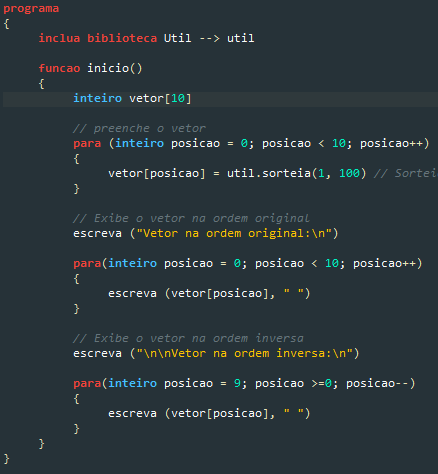 programa
{
inclua biblioteca Util --> util
funcao inicio()
{
inteiro vetor[10]
// preenche o vetor
para (inteiro posicao = 0; posicao < 10; posicao++)
{
vetor[posicao] = util.sorteia(1, 100) // Sortei
}
// Exibe o vetor na ordem original
escreva ("Vetor na ordem original:\n")
para(inteiro posicao = 0; posicao < 10; posicao++)
{
escreva (vetor[posicao], " ")
}
// Exibe o vetor na ordem inversa
escreva ("\n\nVetor na ordem inversa:\n")
para(inteiro posicao = 9; posicao >=0; posicao--)
{
escreva (vetor[posicao], " ")
}
}
}